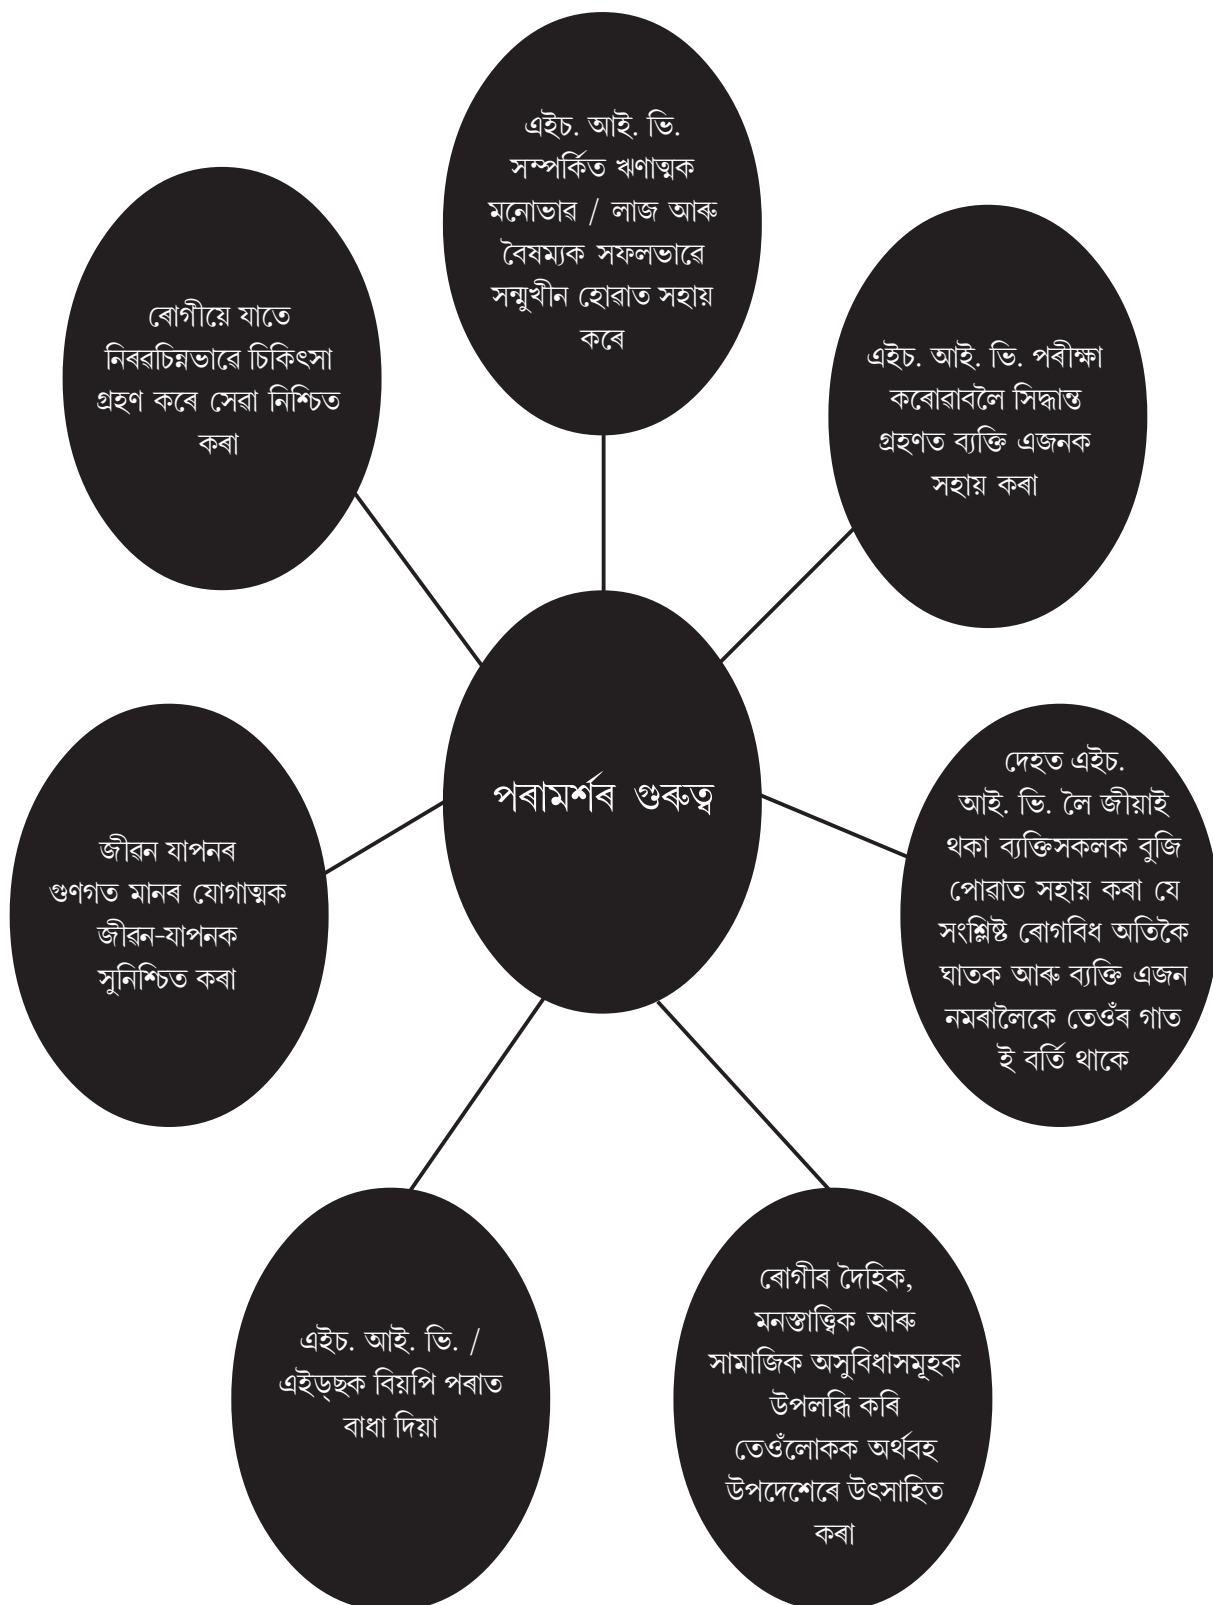 এইচ. আই. ভি.
সম্পৰ্কিত ঋণাত্মক
মনোভাৱ / লাজ আৰু
বৈষম্যক সফলভাৱে
সন্মুখীন হোৱাত সহায়
কৰে
এইচ. আই. ভি. পৰীক্ষা
কৰোৱাবলৈ সিদ্ধান্ত
গ্ৰহণত ব্যক্তি এজনক
সহায় কৰা
দেহত এইচ.
আই. ভি. লৈ জীয়াই
থকা ব্যক্তিসকলক বুজি
পোৱাত সহায় কৰা যে
সংশ্লিষ্ট ৰোগবিধ অতিকৈ
ঘাতক আৰু ব্যক্তি এজন
নমৰালৈকে তেওঁৰ গাত
ই বৰ্তি থাকে
ৰোগীৰ দৈহিক,
মনস্তাত্ত্বিক আৰু
সামাজিক অসুবিধাসমূহক
উপলব্ধি কৰি
তেওঁলোকক অৰ্থবহ
উপদেশেৰে উৎসাহিত
কৰা
এইচ. আই. ভি. /
এইড্ছক বিয়পি পৰাত
বাধা দিয়া
জীৱন যাপনৰ
গুণগত মানৰ যোগাত্মক
জীৱন-যাপনক
সুনিশ্চিত কৰা
ৰোগীয়ে যাতে
নিৰৱচিন্নভাৱে চিকিৎসা
গ্ৰহণ কৰে সেৱা নিশ্চিত
কৰা
পৰামৰ্শৰ গুৰুত্ব